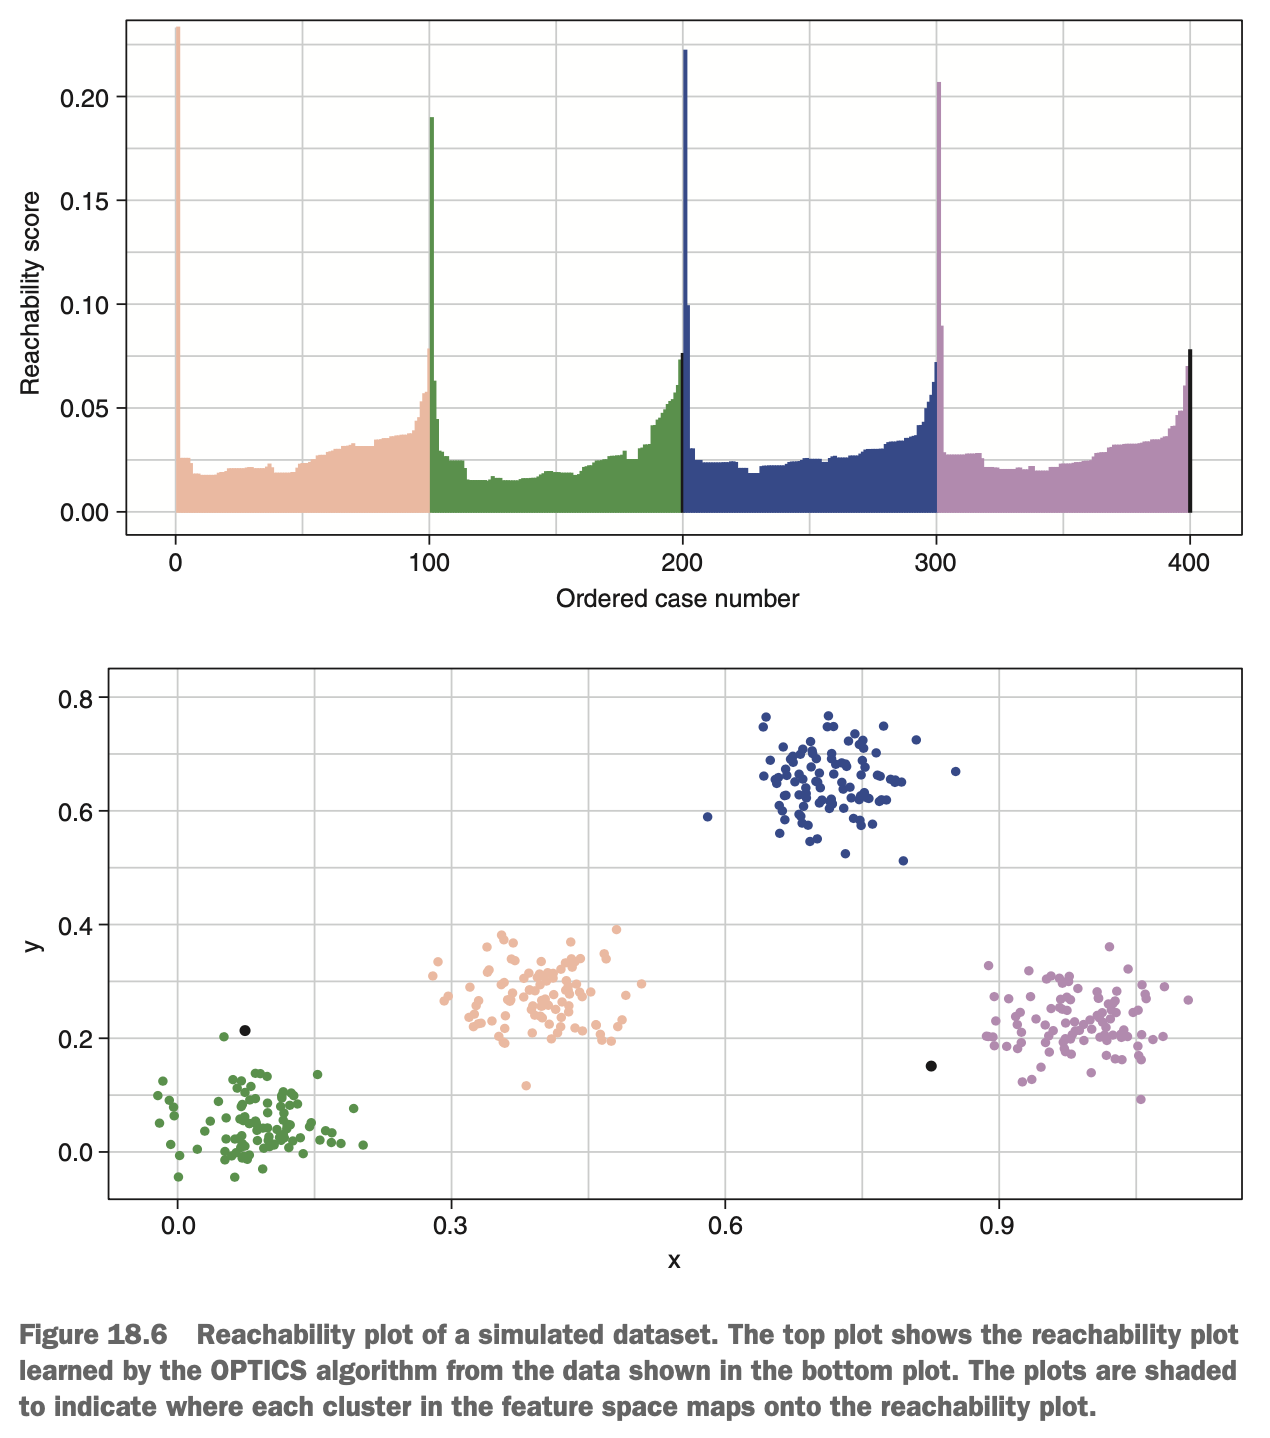 0.20
0.15
0.10
0.05
0.00
Reachability score
0 100 200 300 400
Ordered case number
0.8
0.6
0.4
0.2
0.0
y
0.0 0.3 0.6 0.9
x
Figure 18.6 Reachability plot of a simulated dataset. The top plot shows the reachability plot
learned by the OPTICS algorithm from the data shown in the bottom plot. The plots are shaded
to indicate where each cluster in the feature space maps onto the reachability plot.